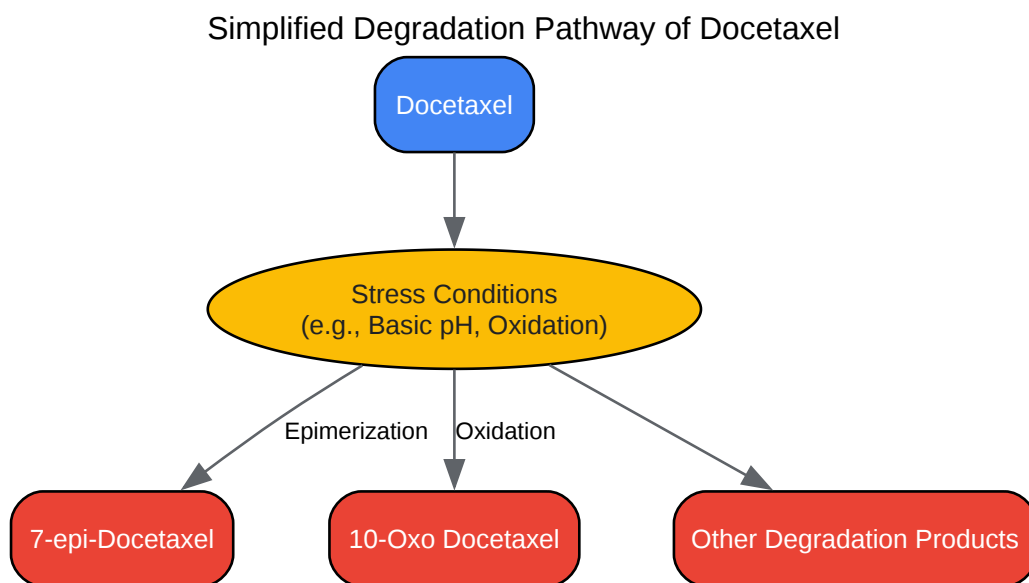 Simplified Degradation Pathway of Docetaxel
Docetaxel
Stress Conditions
(e.g., Basic pH, Oxidation)
Epimerization
Oxidation
7-epi-Docetaxel
10-Oxo Docetaxel
Other Degradation Products